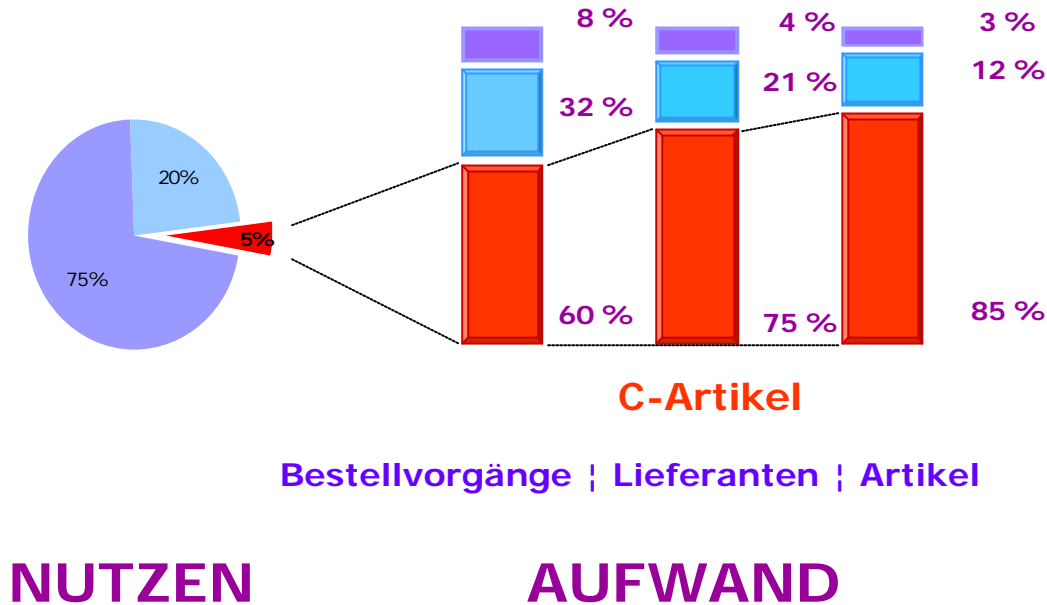 8 % 4 % 3 %
32 % 21 % 12 %
20%
5%
75%
60 % 75 % 85 %
C-Artikel
Bestellvorgänge ¦ Lieferanten ¦ Artikel
NUTZEN AUFWAND